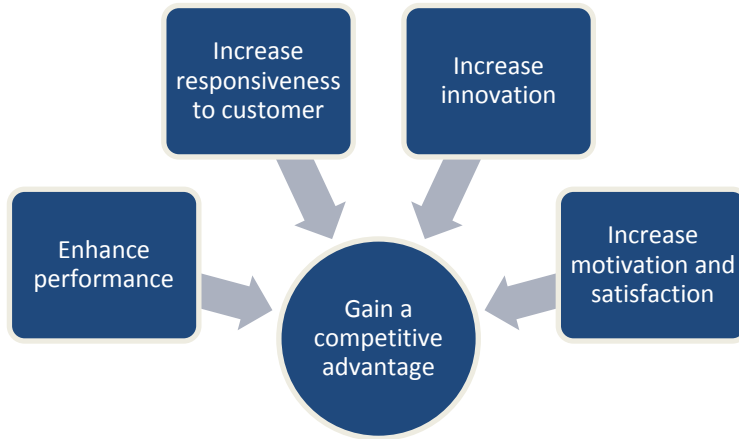 Increase
responsiveness
to customer
Increase
innovation
Enhance
performance
Increase
motivation and
satisfaction
Gain a
competitive
advantage